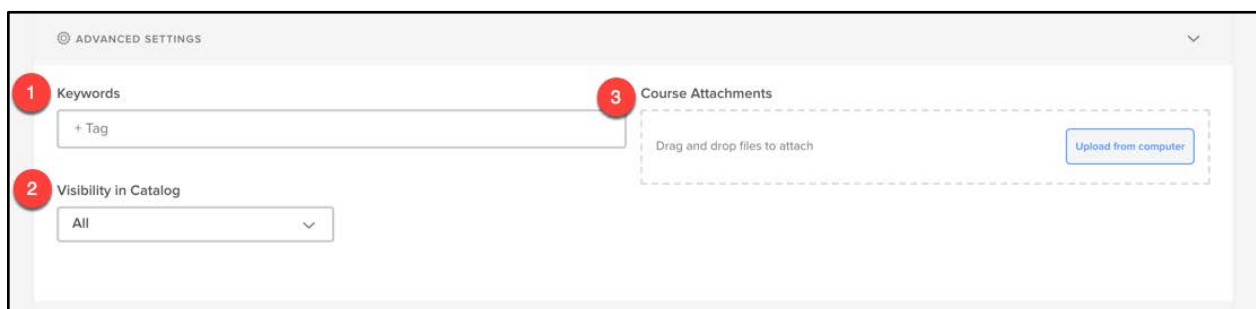 ADVANCED SETTINGS
1 Keywords
+ Tag
2 Visibility in Catalog
All
3 Course Attachments
Drag and drop files to attach
Upload from computer